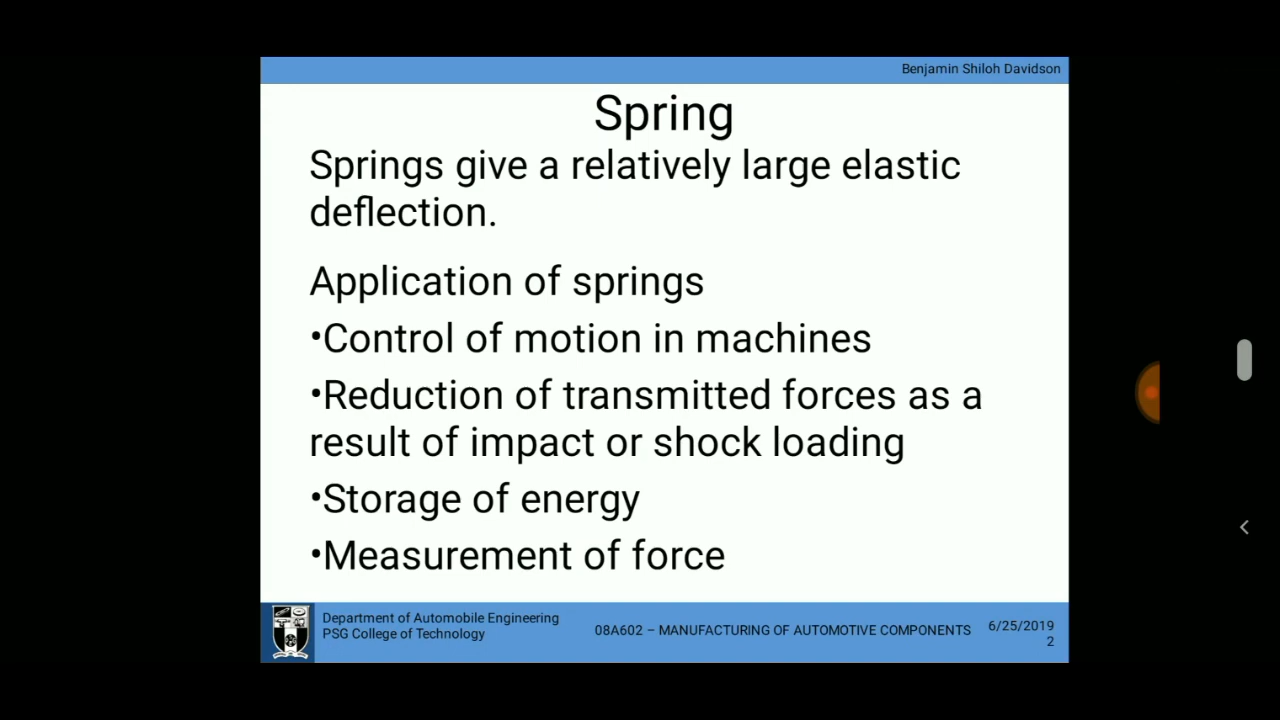 Benjamin Shiloh Davidson
Spring
Springs give a relatively large elastic
deflection.
Application of springs
•Control of motion in machines
•Reduction of transmitted forces as a
result of impact or shock loading
•Storage of energy
•Measurement of force
Department of Automobile Engineering
PSG College of Technology
08A602 – MANUFACTURING OF AUTOMOTIVE COMPONENTS
6/25/2019
2